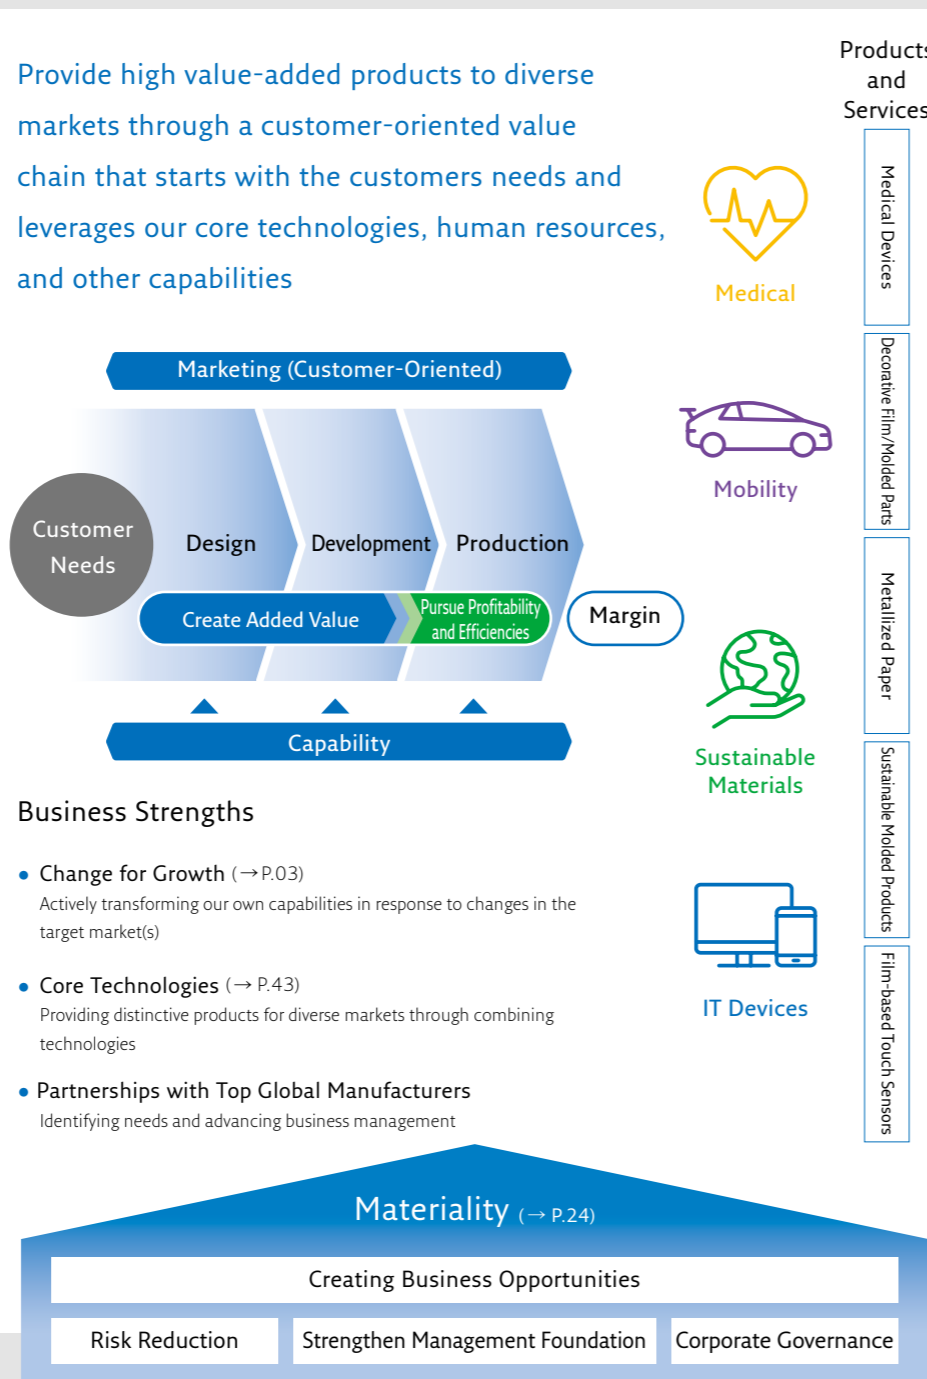 Provide high value-added products to diverse
markets through a customer-oriented value
chain that starts with the customers needs and
leverages our core technologies, human resources,
and other capabilities
Marketing (Customer-Oriented)
Customer
Needs
Design
Development
Production
Create Added Value
Pursue Profitability
and Efficiencies
Margin
Capability
Business Strengths
• Change for Growth (→P.03)
Actively transforming our own capabilities in response to changes in the
target market(s)
• Core Technologies (→ P.43)
Providing distinctive products for diverse markets through combining
technologies
• Partnerships with Top Global Manufacturers
Identifying needs and advancing business management
Medical
Mobility
Sustainable
Materials
IT Devices
Products
and
Services
Medical Devices
Decorative Film/Molded Parts
Metallized Paper
Sustainable Molded Products
Film-based Touch Sensors
Materiality (→ P.24)
Creating Business Opportunities
Risk Reduction
Strengthen Management Foundation
Corporate Governance